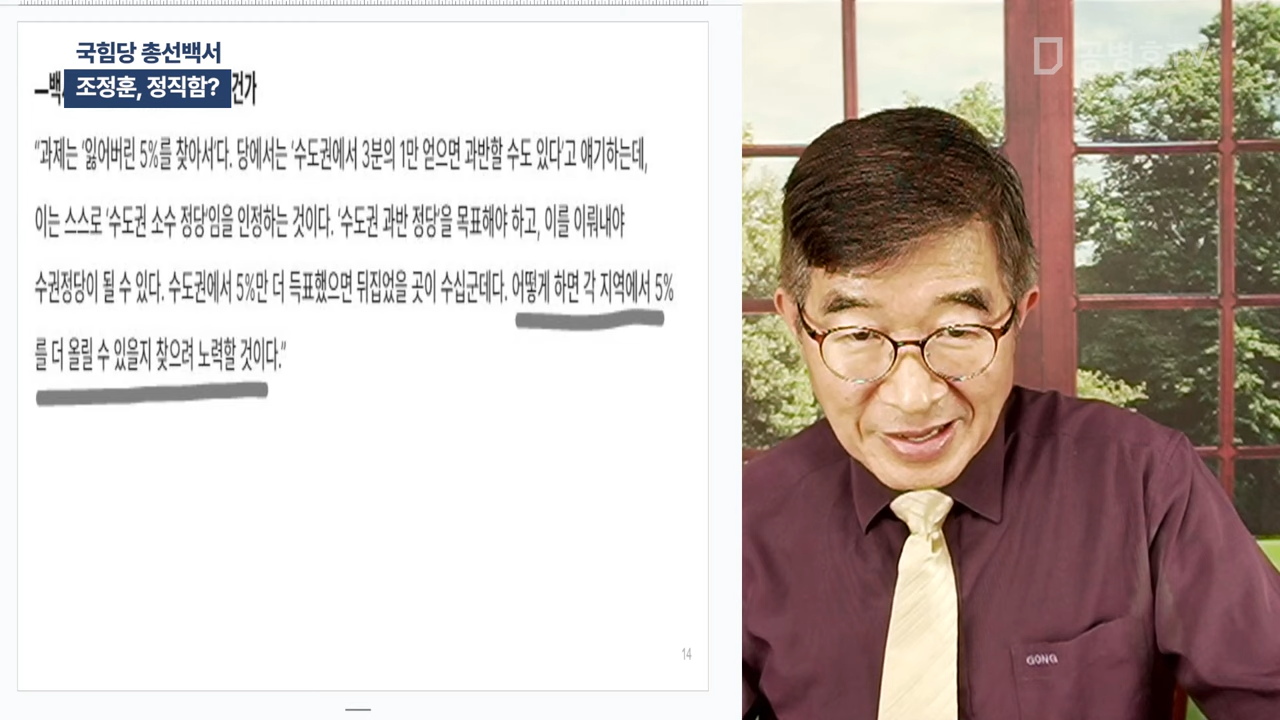 국힘당 총선백서
조정훈, 정직함?
"과제는 '잃어버린 5%를 찾아서'다. 당에서는 '수도권에서 3분의 1만 얻으면 과반할 수도 있다'고 얘기하는데,
이는 스스로 '수도권 소수 정당'임을 인정하는 것이다. '수도권 과반 정당'을 목표해야 하고, 이를 이뤄내야
수권정당이 될 수 있다. 수도권에서 5%만 더 득표했으면 뒤집었을 곳이 수십군데다. 어떻게 하면 각 지역에서 5%
를 더 올릴 수 있을지 찾으려 노력할 것이다."
14
공병호TV
GONG